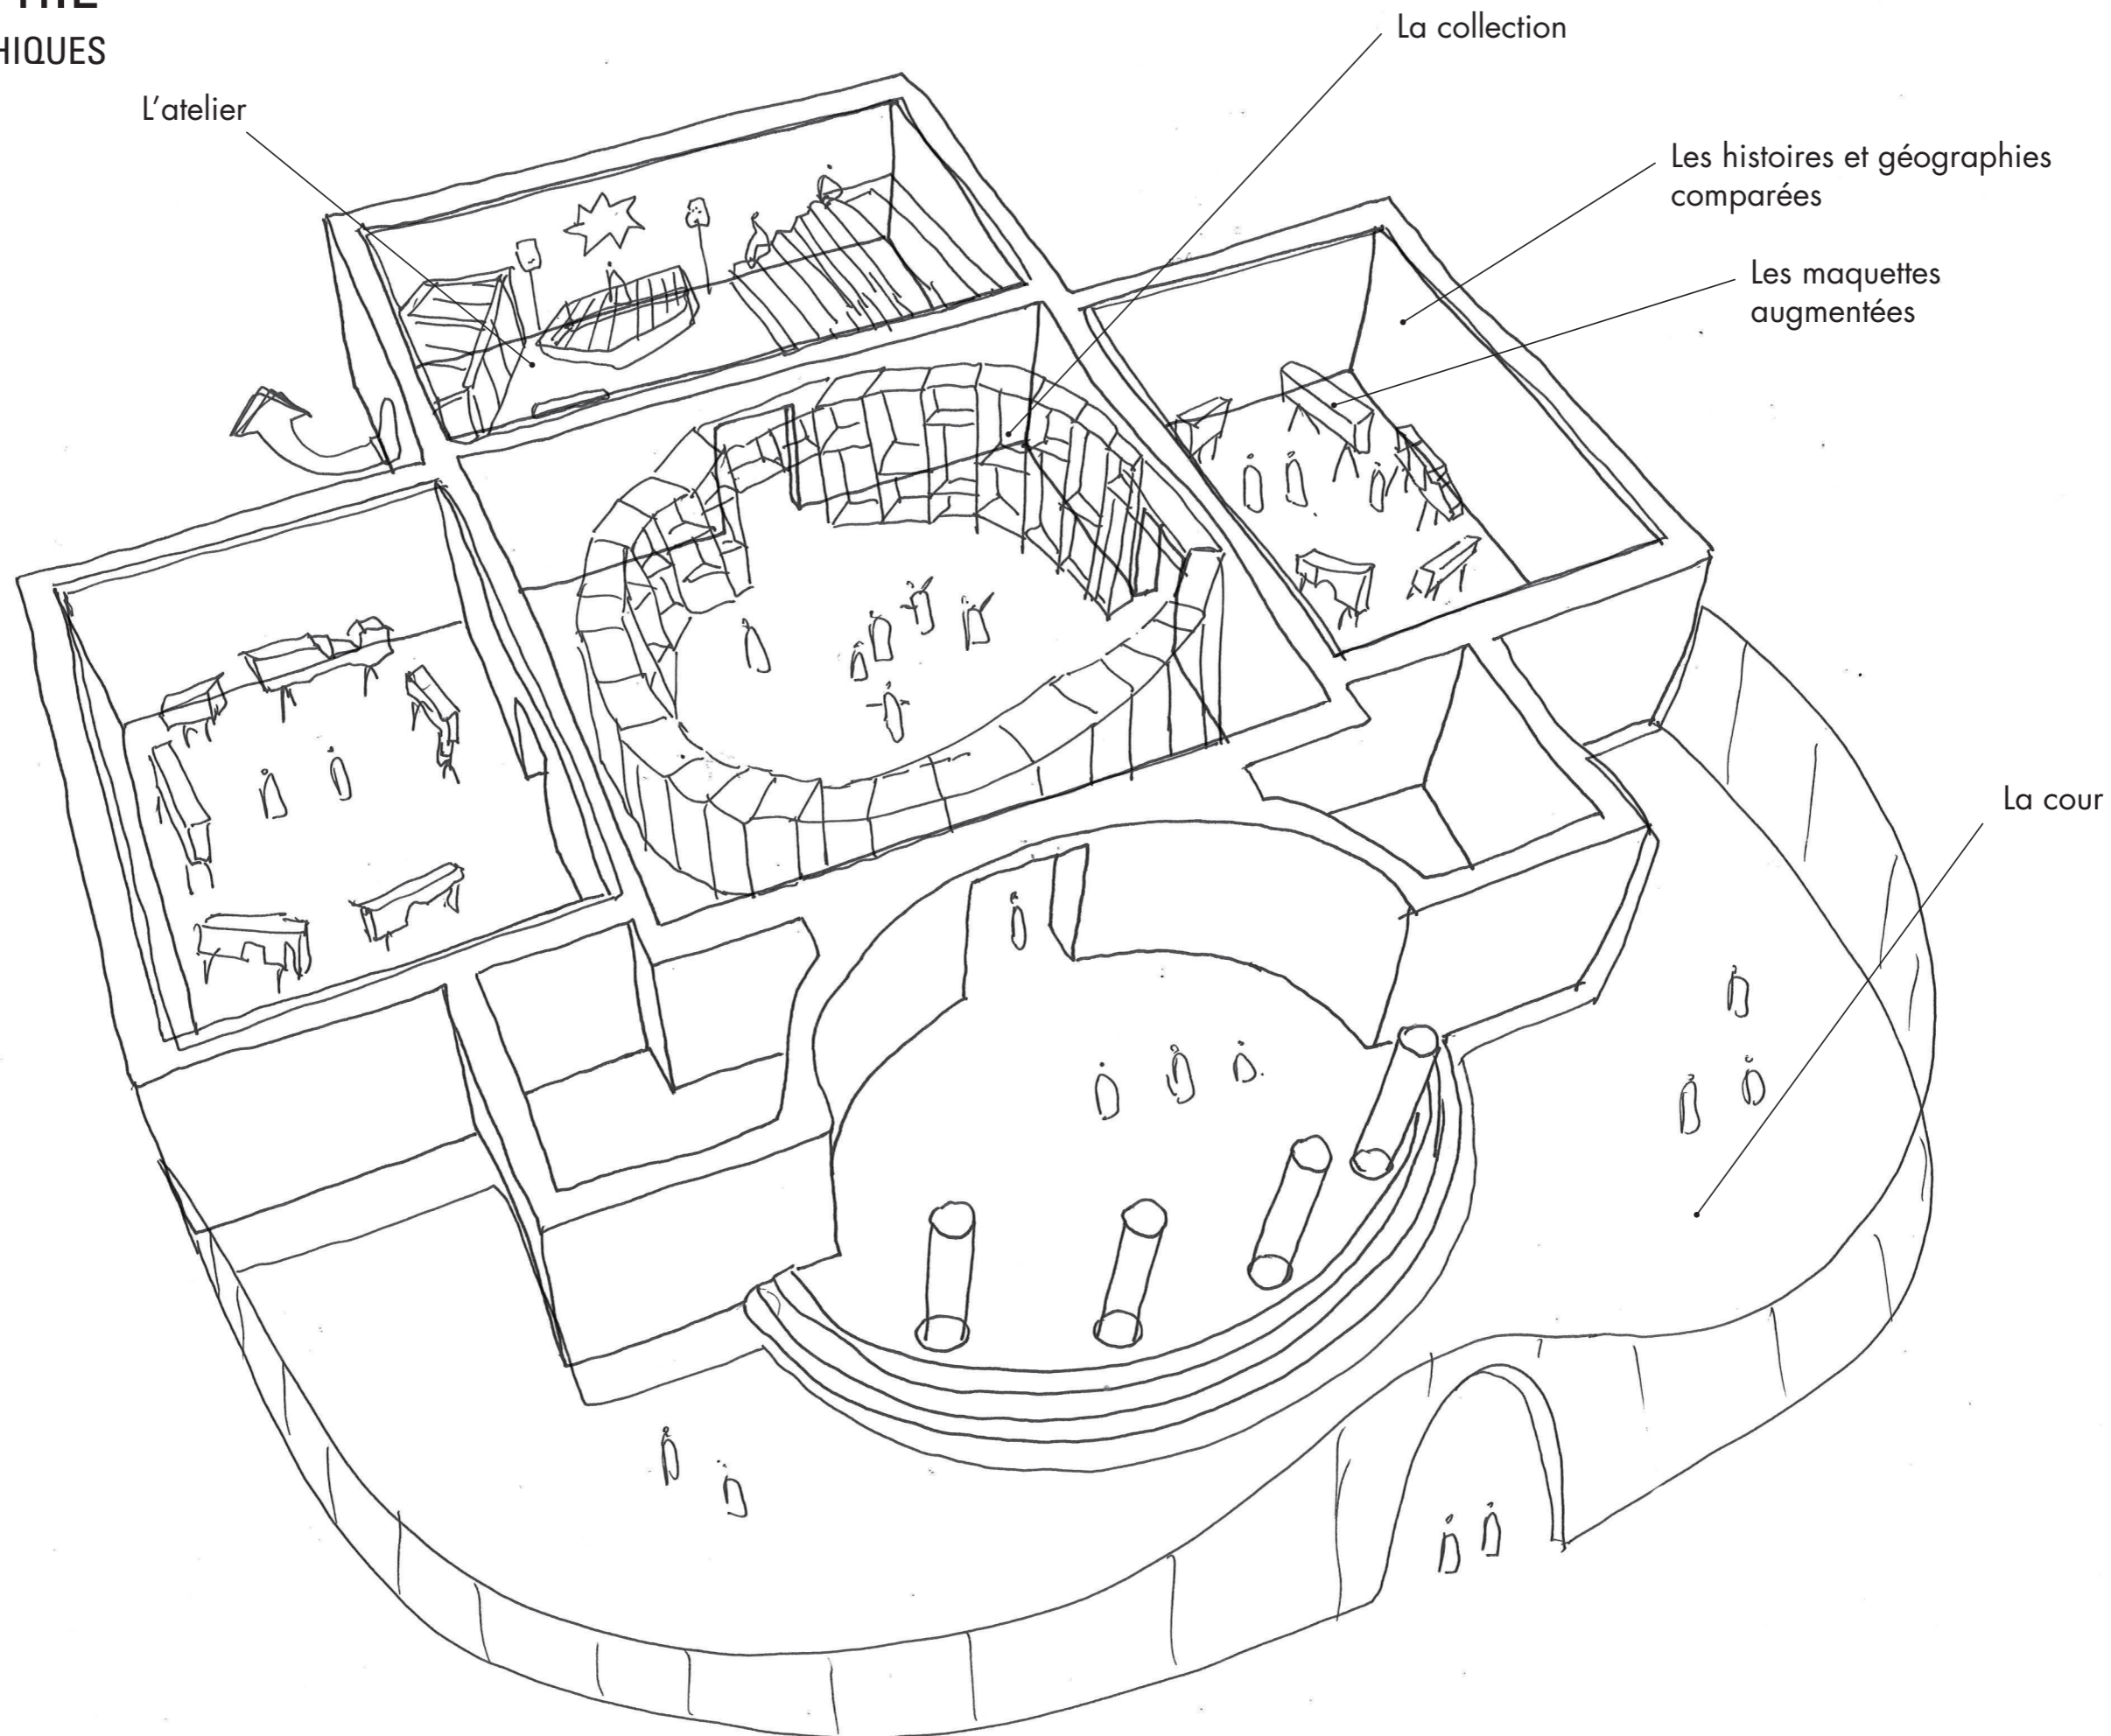 HIQUES
La collection
L'atelier
Les histoires et géographies
comparées
Les maquettes
augmentées
La cour